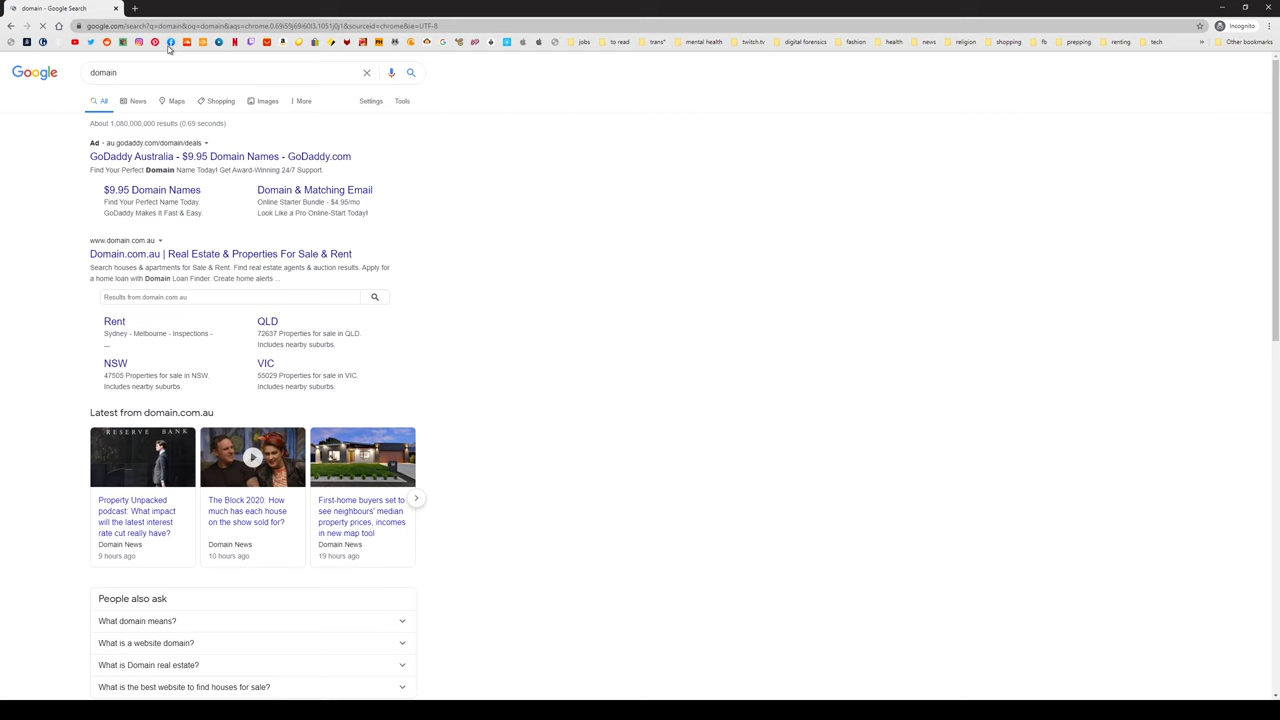 domain - Google Search
google.com/search?q=domain&oq=domain&aqs=chrome.0.69i59j69i60l3.1051j0j1&sourceid=chrome&ie=UTF-8
Incognito
jobs
to read
trans*
mental health
twitch.tv
digital forensics
fashion
health
news
religion
shopping
fb
prepping
renting
tech
»
Other bookmarks
Google
domain
All
News
Maps
Shopping
Images
More
Settings
Tools
About 1,080,000,000 results (0.69 seconds)
Ad · au.godaddy.com/domain/deals
GoDaddy Australia - $9.95 Domain Names - GoDaddy.com
Find Your Perfect Domain Name Today! Get Award-Winning 24/7 Support
$9.95 Domain Names
Find Your Perfect Name Today.
GoDaddy Makes It Fast & Easy.
Domain & Matching Email
Online Starter Bundle - $4.95/mo
Look Like a Pro Online-Start Today!
www.domain.com.au
Domain.com.au | Real Estate & Properties For Sale & Rent
Search houses & apartments for Sale & Rent. Find real estate agents & auction results. Apply for
a home loan with Domain Loan Finder. Create home alerts ...
Results from domain.com.au
Rent
Sydney - Melbourne - Inspections -
...
QLD
72637 Properties for sale in QLD.
Includes nearby suburbs.
NSW
47505 Properties for sale in NSW.
Includes nearby suburbs.
VIC
55029 Properties for sale in VIC.
Includes nearby suburbs.
Latest from domain.com.au
RESERVE BANK
Property Unpacked
podcast: What impact
will the latest interest
rate cut really have?
Domain News
9 hours ago
The Block 2020: How
much has each house
on the show sold for?
Domain News
10 hours ago
First-home buyers set to
see neighbours' median
property prices, incomes
in new map tool
Domain News
19 hours ago
People also ask
What domain means?
What is a website domain?
What is Domain real estate?
What is the best website to find houses for sale?